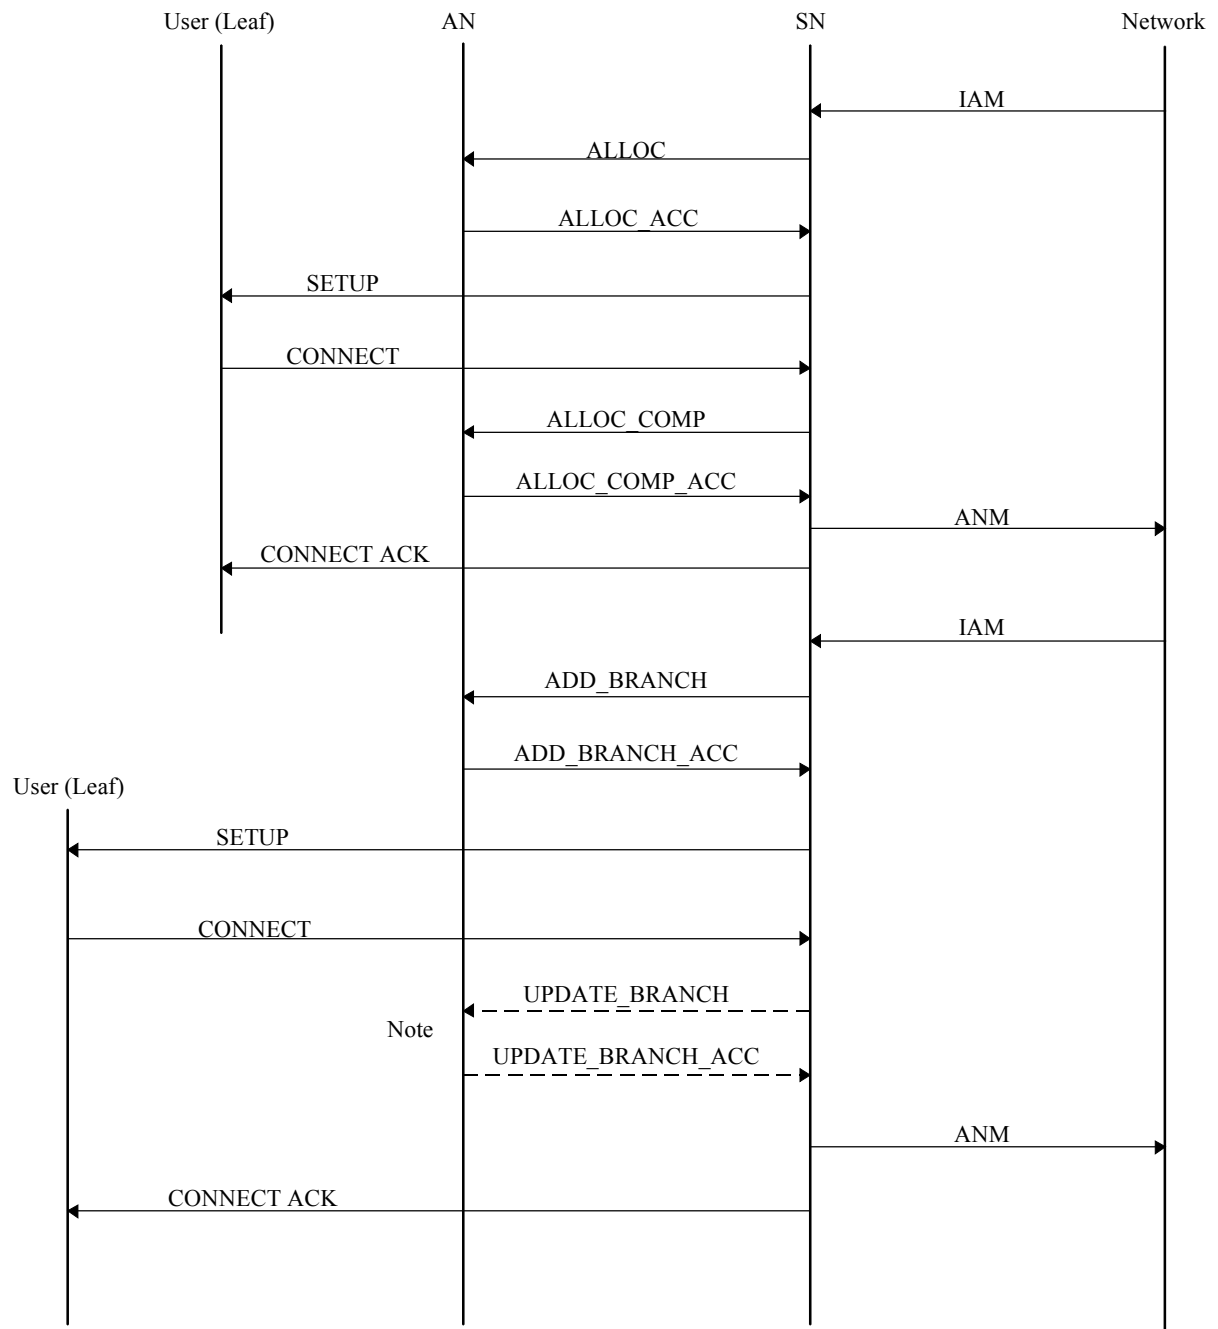 User (Leaf) AN SN Network
IAM
ALLOC
ALLOC_ACC
SETUP
CONNECT
ALLOC_COMP
ALLOC_COMP_ACC
ANM
CONNECT ACK
IAM
ADD_BRANCH
ADD_BRANCH_ACC
User (Leaf)
SETUP
CONNECT
UPDATE_BRANCH
Note
UPDATE_BRANCH_ACC
ANM
CONNECT ACK